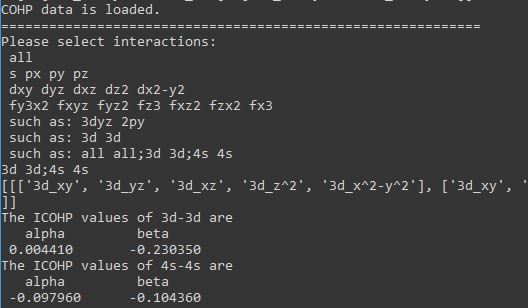 COHP data is loaded.
================================================================
Please select interactions:
all
s px py pz
dxy dyz dxz dz2 dx2-y2
fy3x2 fxyz fyz2 fz3 fxz2 fzx2 fx3
such as: 3dyz 2py
such as: 3d 3d
such as: all all;3d 3d;4s 4s
3d 3d;4s 4s
[[['3d_xy', '3d_yz', '3d_xz', '3d_z^2', '3d_x^2-y^2'], ['3d_xy', '
]]
The ICOHP values of 3d-3d are
alpha beta
0.004410 -0.230350
The ICOHP values of 4s-4s are
alpha beta
-0.097960 -0.104360